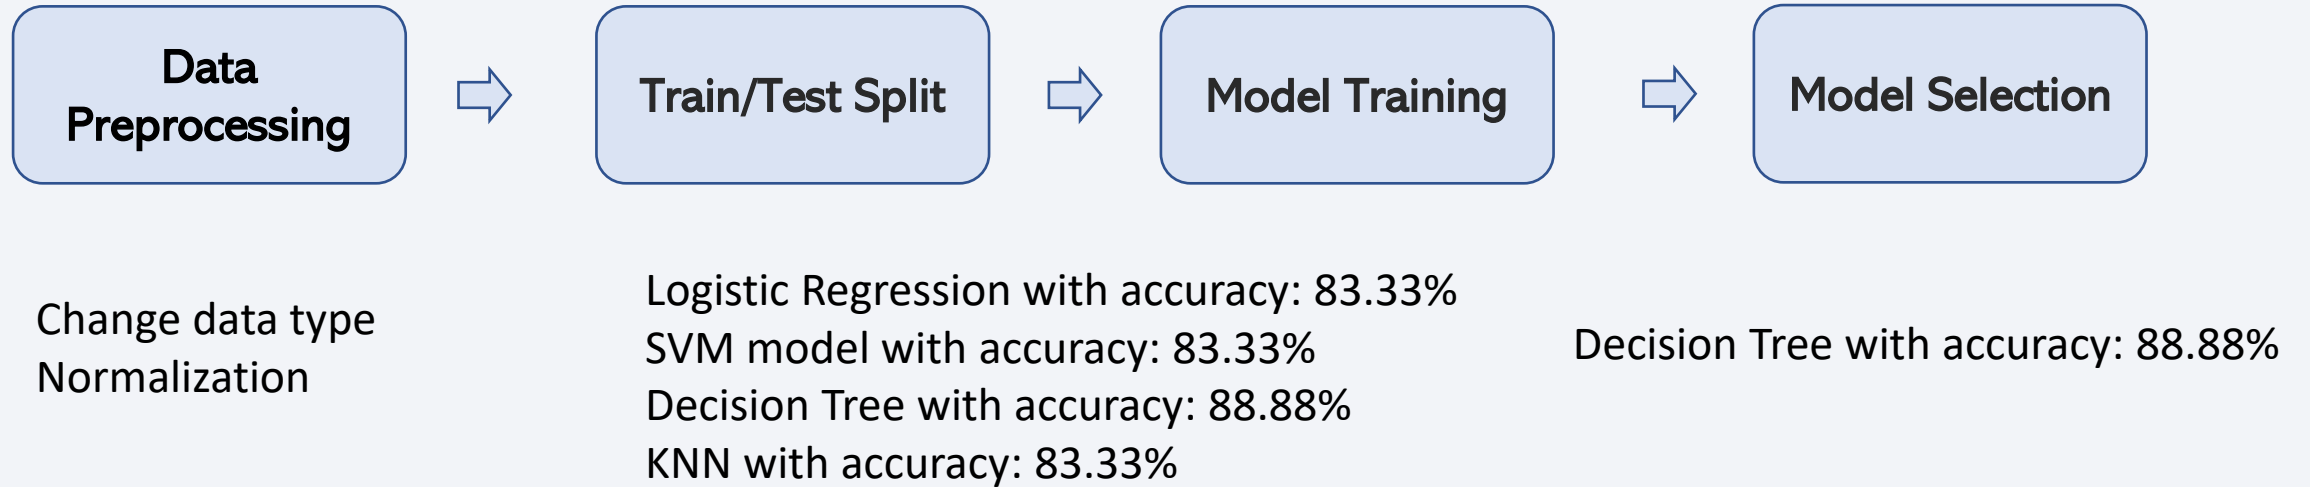 Data
Preprocessing
Train/Test Split
Model Training
Model Selection
Change data type
Normalization
Logistic Regression with accuracy: 83.33%
SVM model with accuracy: 83.33%
Decision Tree with accuracy: 88.88%
KNN with accuracy: 83.33%
Decision Tree with accuracy: 88.88%